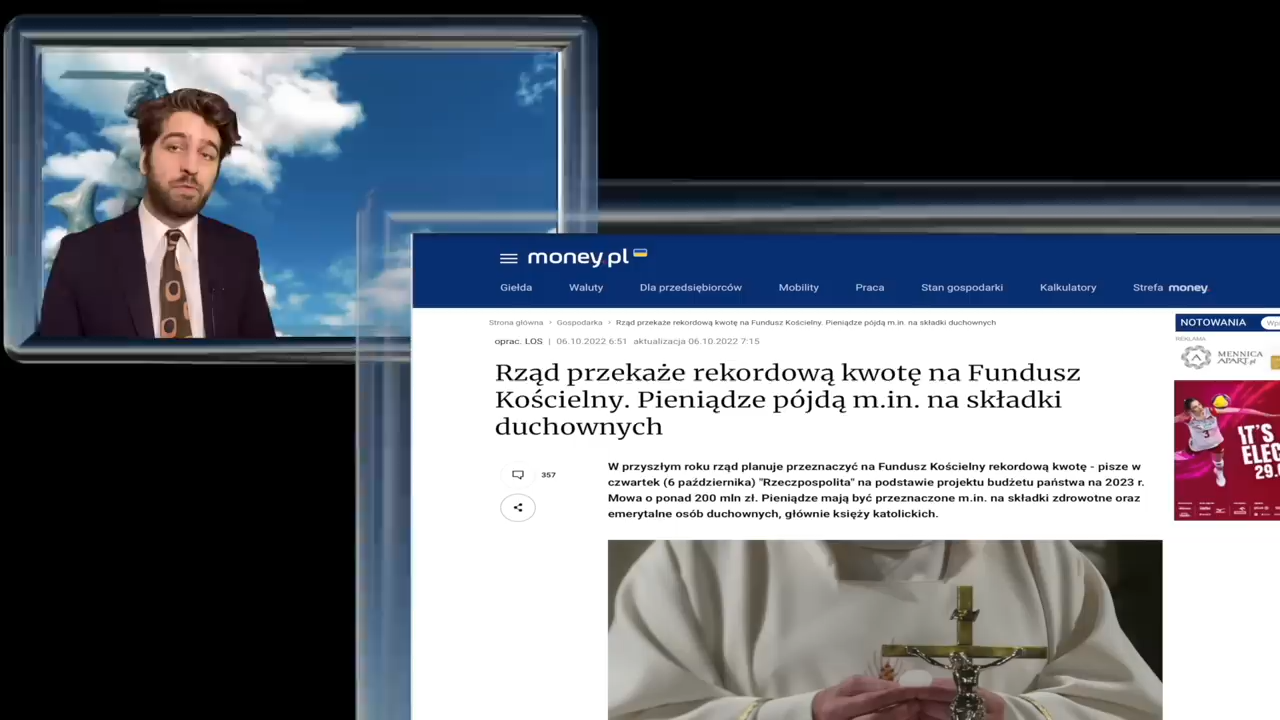 money.pl
Giełda Waluty Dla przedsiębiorców Mobility Praca Stan gospodarki Kalkulatory Strefa money.
Strona główna > Gospodarka > Rząd przekaże rekordową kwotę na Fundusz Kościelny. Pieniądze pójdą m.in. na składki duchownych
NOTOWANIA
oprac. LOS | 06.10.2022 6:51 aktualizacja 06.10.2022 7:15
REKLAMA
MENNICA
APART.pl
Rząd przekaże rekordową kwotę na Fundusz
Kościelny. Pieniądze pójdą m.in. na składki
duchownych
3
IT'S
29.
357
W przyszłym roku rząd planuje przeznaczyć na Fundusz Kościelny rekordową kwotę - pisze w
czwartek (6 października) "Rzeczpospolita" na podstawie projektu budżetu państwa na 2023 r.
Mowa o ponad 200 mln zł. Pieniądze mają być przeznaczone m.in. na składki zdrowotne oraz
emerytalne osób duchownych, głównie księży katolickich.